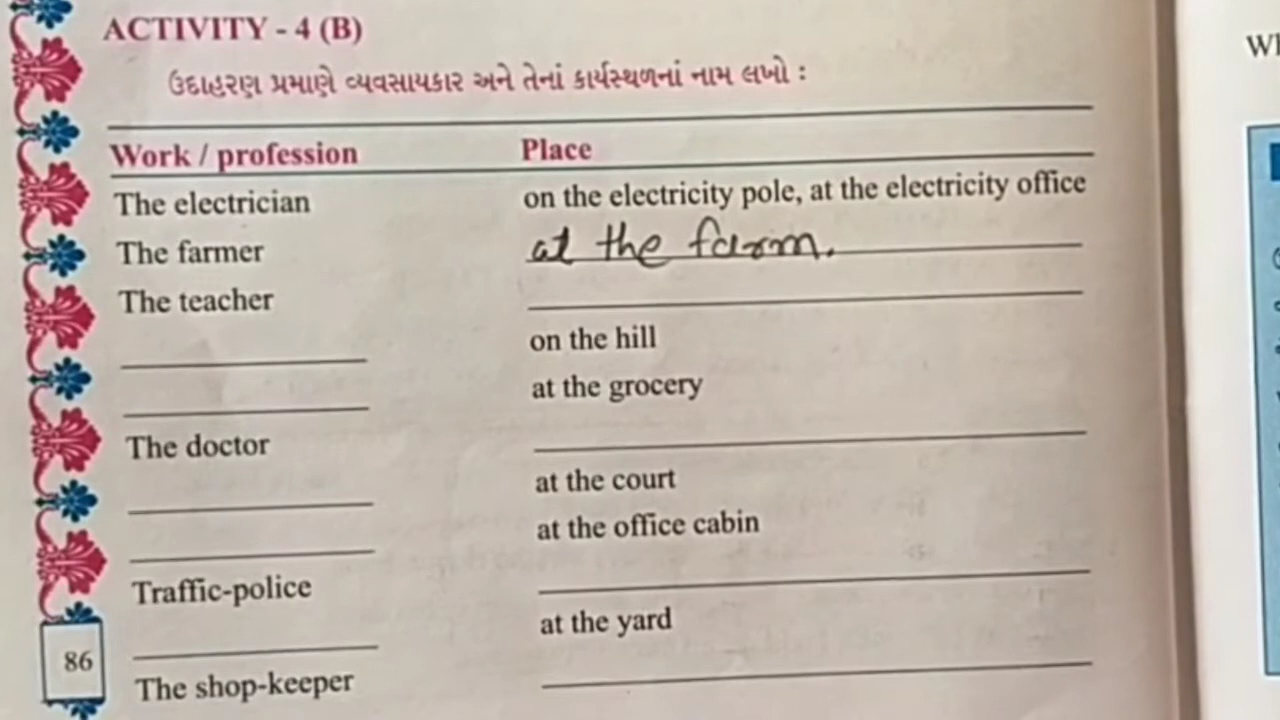 ACTIVITY - 4 (B)
ઉદાહરણ પ્રમાણે વ્યવસાયકાર અને તેનાં કાર્યસ્થળનાં નામ લખો :
Work / profession Place
The electrician on the electricity pole, at the electricity office
The farmer at the farm.
The teacher
on the hill
at the grocery
The doctor
at the court
at the office cabin
Traffic-police
at the yard
The shop-keeper
86